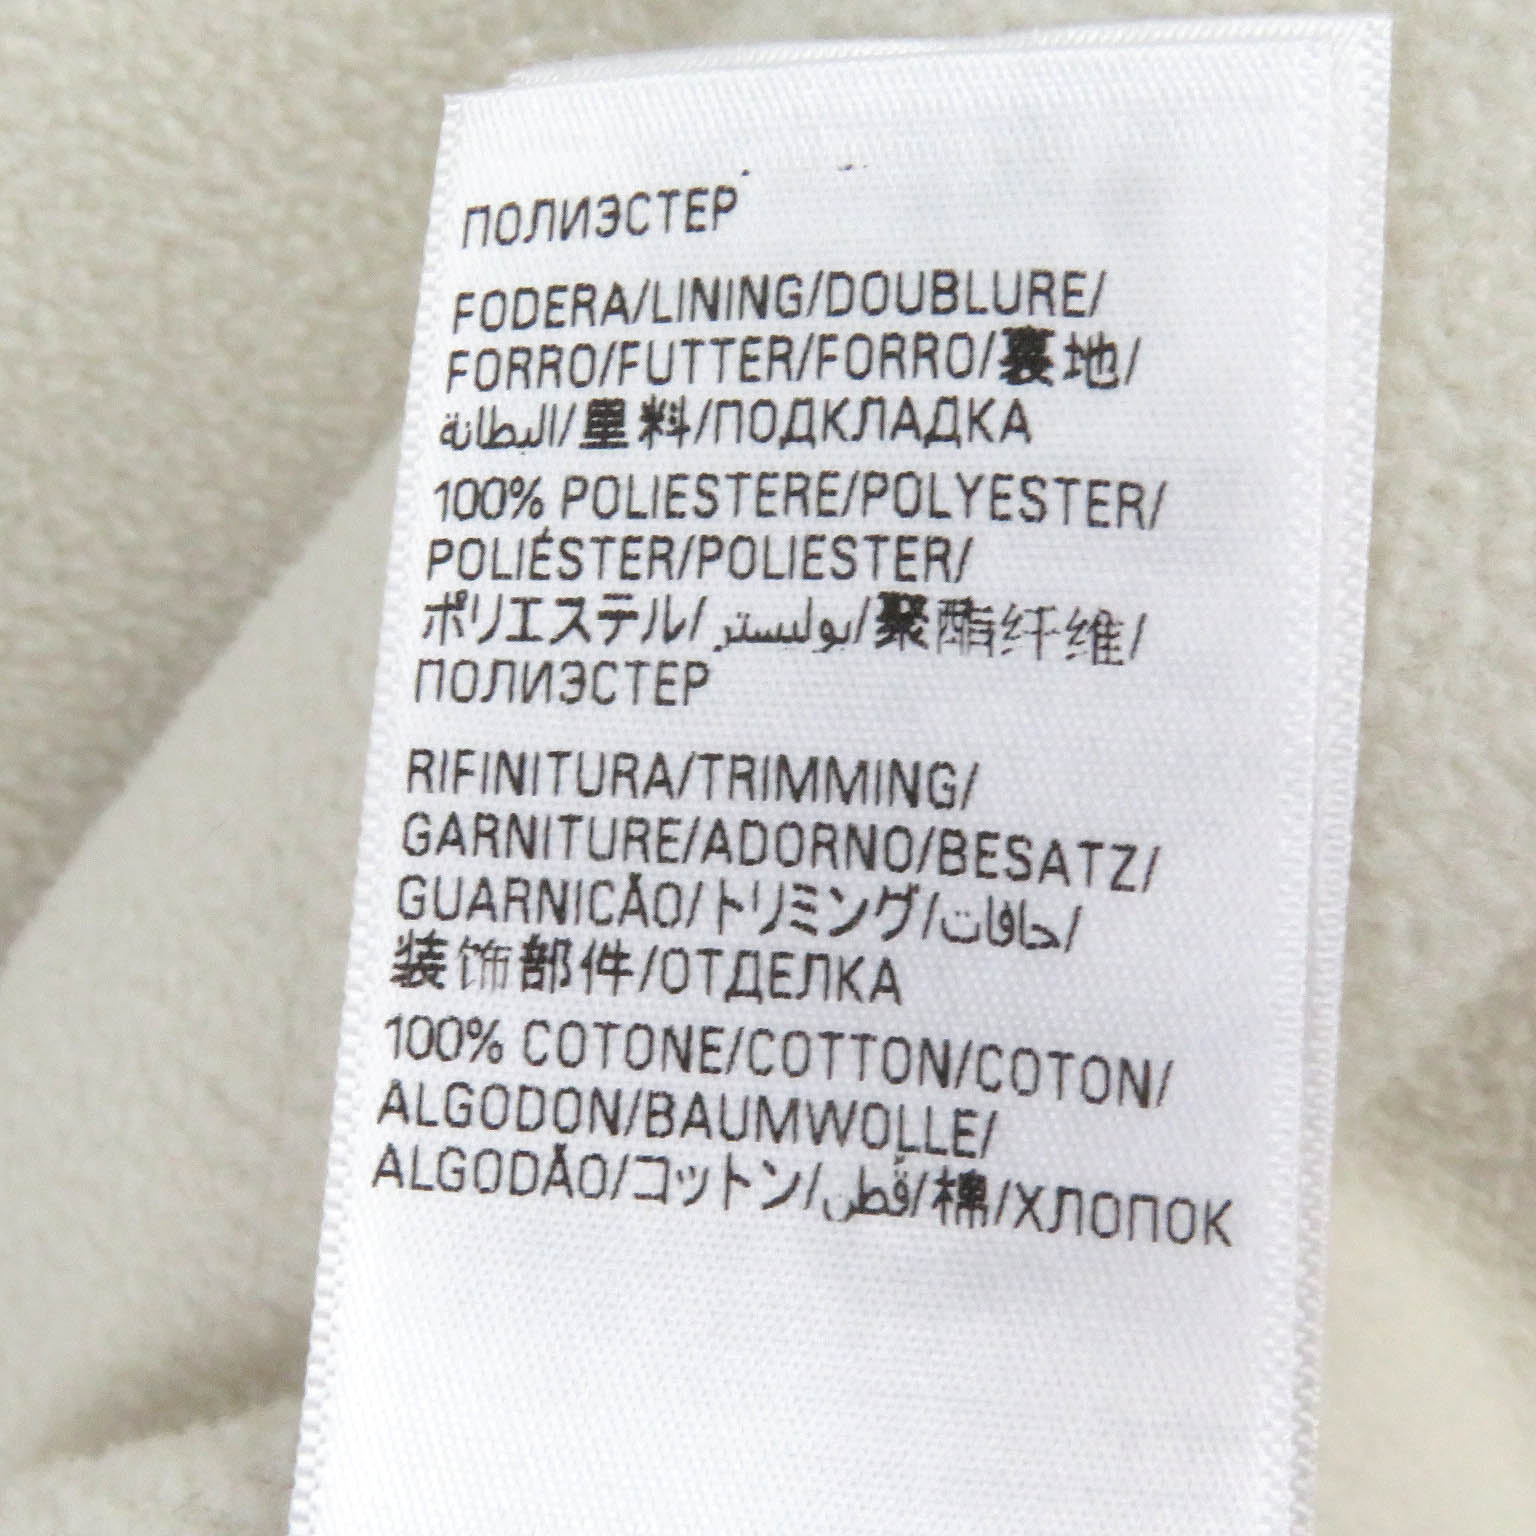 ПОЛИЭСТЕР
FODERA/LINING/DOUBLURE/
FORRO/FUTTER/FORRO/裏地/
البطانة/里料/ПОДКЛАДКА
100% POLIESTERE/POLYESTER/
POLIÉSTER/POLIESTER/
ポリエステル/بوليستر/聚酯纤维/
ПОЛИЭСТЕР
RIFINITURA/TRIMMING/
GARNITURE/ADORNO/BESATZ/
GUARNICÃO/トリミング/حافات/
装饰部件/ОТДЕЛКА
100% COTONE/COTTON/COTON/
ALGODON/BAUMWOLLE/
ALGODÃO/コットン/قطن/棉/ХЛОПОК